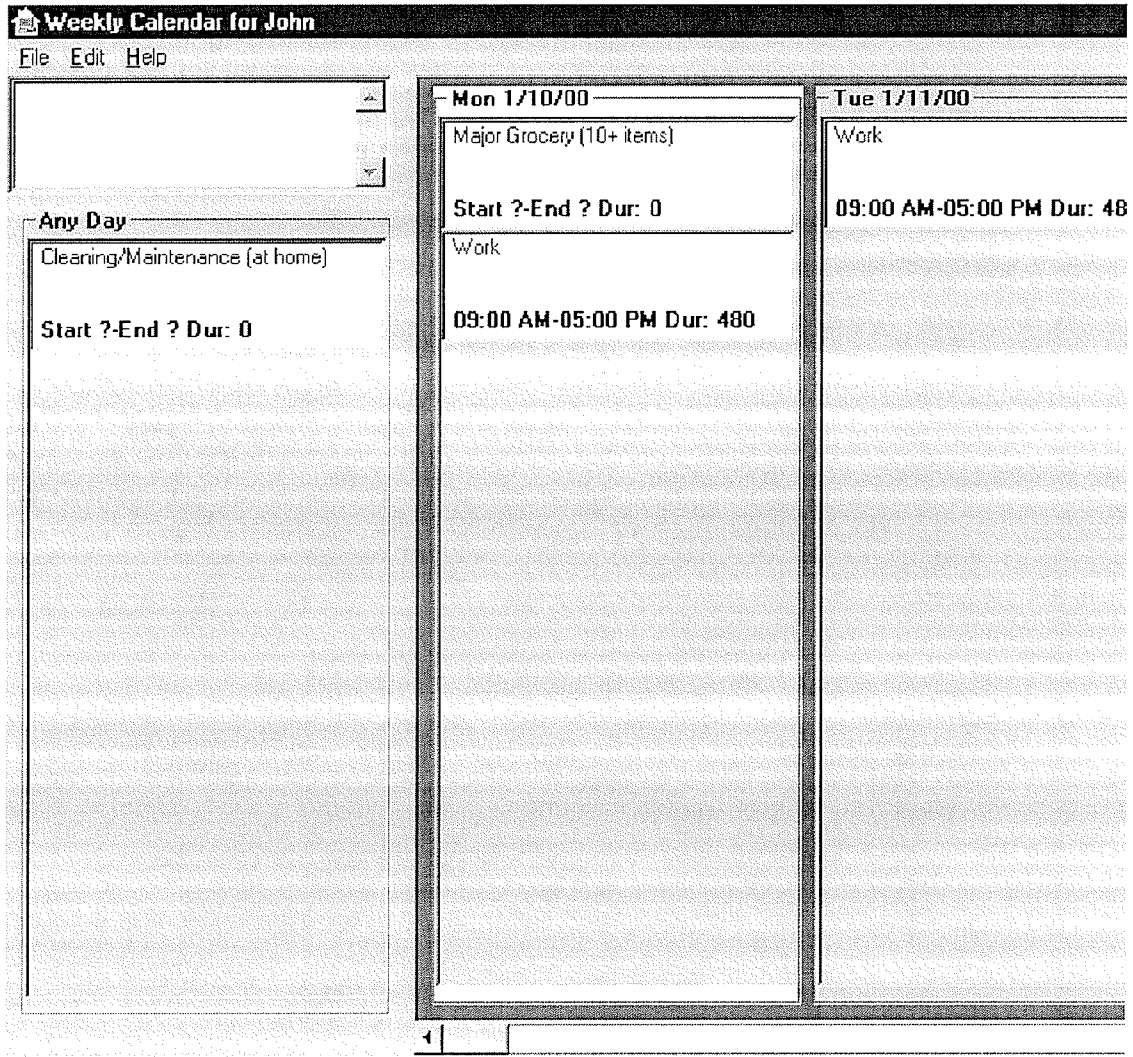 Weekly Calendar for John
File Edit Help
Any Day
Cleaning/Maintenance (at home)
Start ?-End ? Dur: 0
Mon 1/10/00
Major Grocery (10+ items)
Start ?-End ? Dur: 0
Work
09:00 AM-05:00 PM Dur: 480
Tue 1/11/00
Work
09:00 AM-05:00 PM Dur: 48